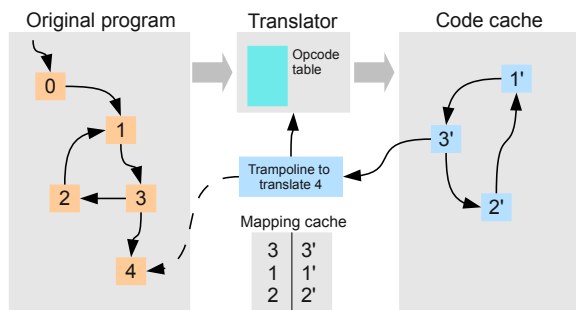 Original program
Translator
Code cache
0
1
2
3
4
Opcode
table
Trampoline to
translate 4
Mapping cache
3 3'
1 1'
2 2'
1'
3'
2'